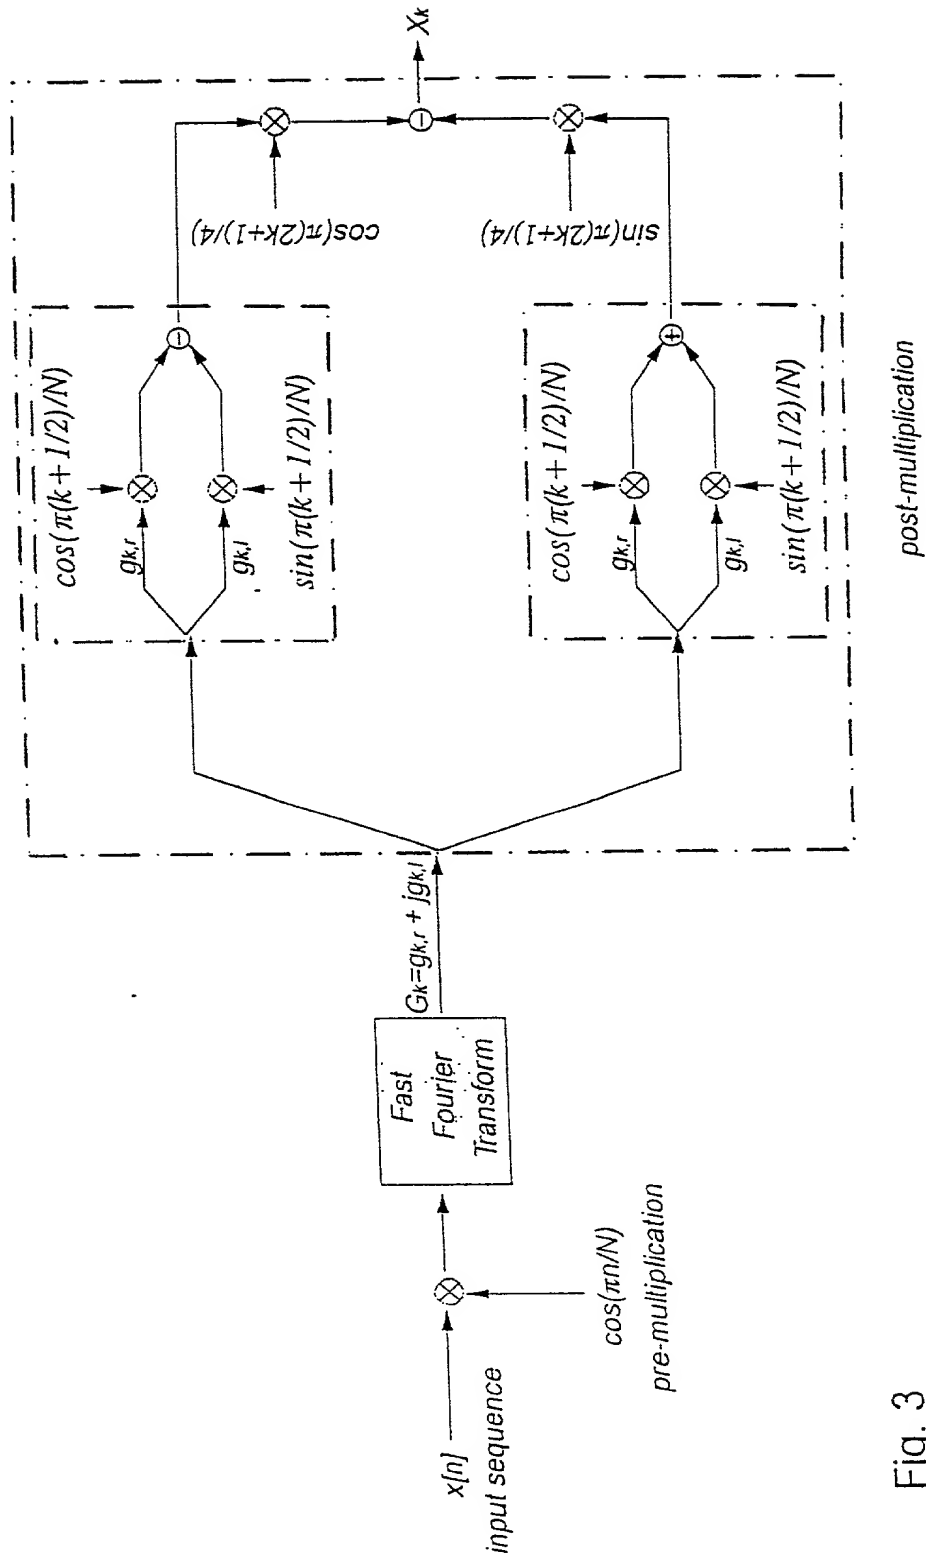 x[n]
input sequence
cos(πn/N)
pre-multiplication
Fast
Fourier
Transform
Gk=gk,r + jgk,i
cos(π(k+1/2)/N)
gk,r
gk,i
sin(π(k+1/2)/N)
cos(π(2k+1)/4)
cos(π(k+1/2)/N)
gk,r
gk,i
sin(π(k+1/2)/N)
sin(π(2k+1)/4)
Xk
post-multiplication
Fig. 3